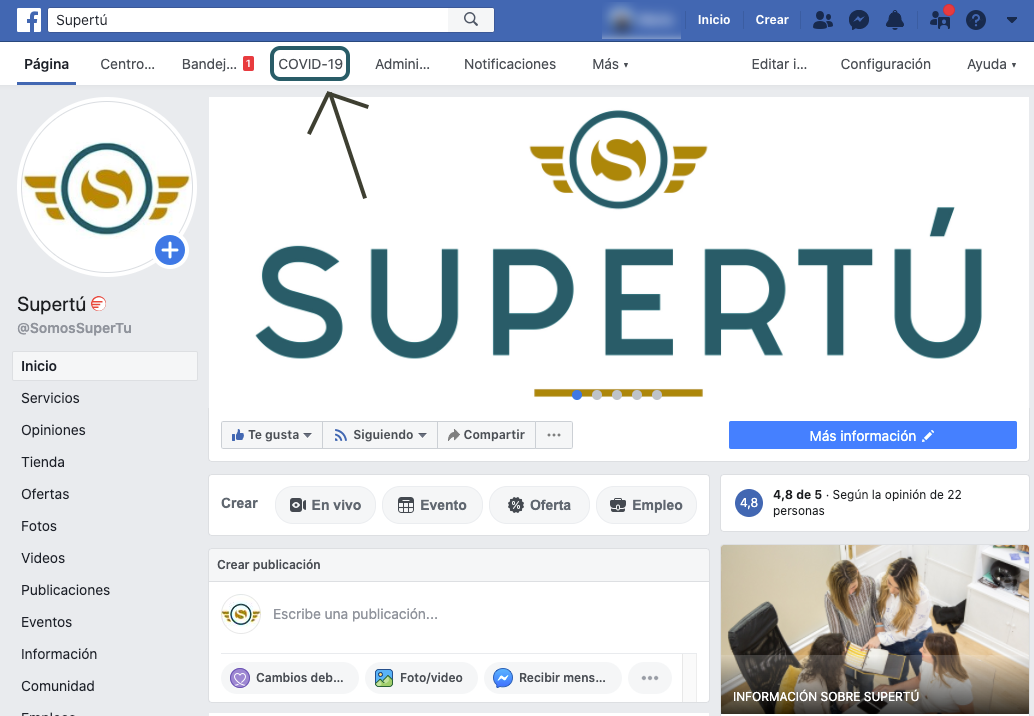 Supertú
Inicio
Crear
Página
Centro...
Bandej... 1
COVID-19
Admini...
Notificaciones
Más
Editar i...
Configuración
Ayuda
S
SUPERTÚ
S
Supertú
@SomosSuperTu
Inicio
Servicios
Opiniones
Tienda
Ofertas
Fotos
Videos
Publicaciones
Eventos
Información
Comunidad
Te gusta
Siguiendo
Compartir
Más información
Crear
En vivo
Evento
Oferta
Empleo
Crear publicación
S
Escribe una publicación...
Cambios deb...
Foto/video
Recibir mens...
4,8
4,8 de 5 · Según la opinión de 22
personas
INFORMACIÓN SOBRE SUPERTÚ